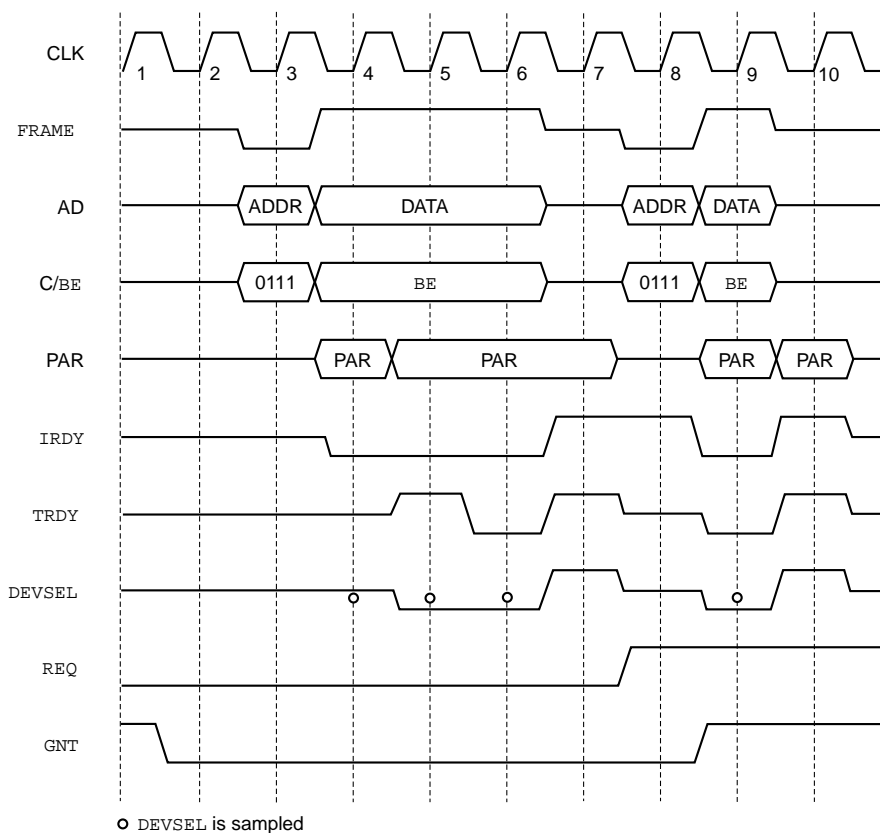 CLK
1 2 3 4 5 6 7 8 9 10
FRAME
AD ADDR DATA ADDR DATA
C/BE 0111 BE 0111 BE
PAR PAR PAR PAR PAR
IRDY
TRDY
DEVSEL
REQ
GNT
DEVSEL is sampled